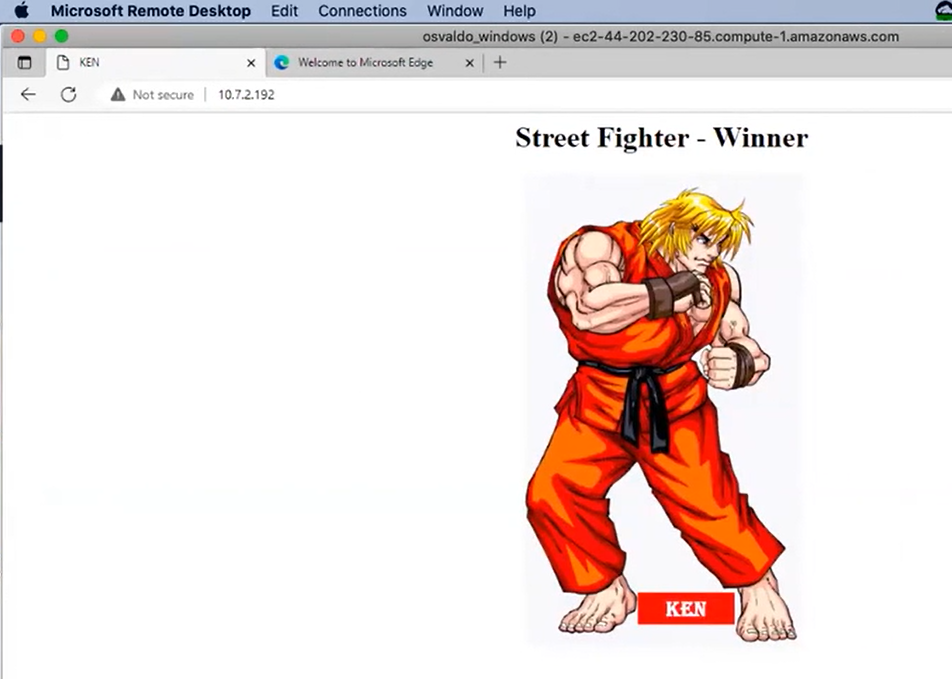 Microsoft Remote Desktop Edit Connections Window Help
osvaldo_windows (2) - ec2-44-202-230-85.compute-1.amazonaws.com
KEN Welcome to Microsoft Edge
Not secure 10.7.2.192
Street Fighter - Winner
KEN